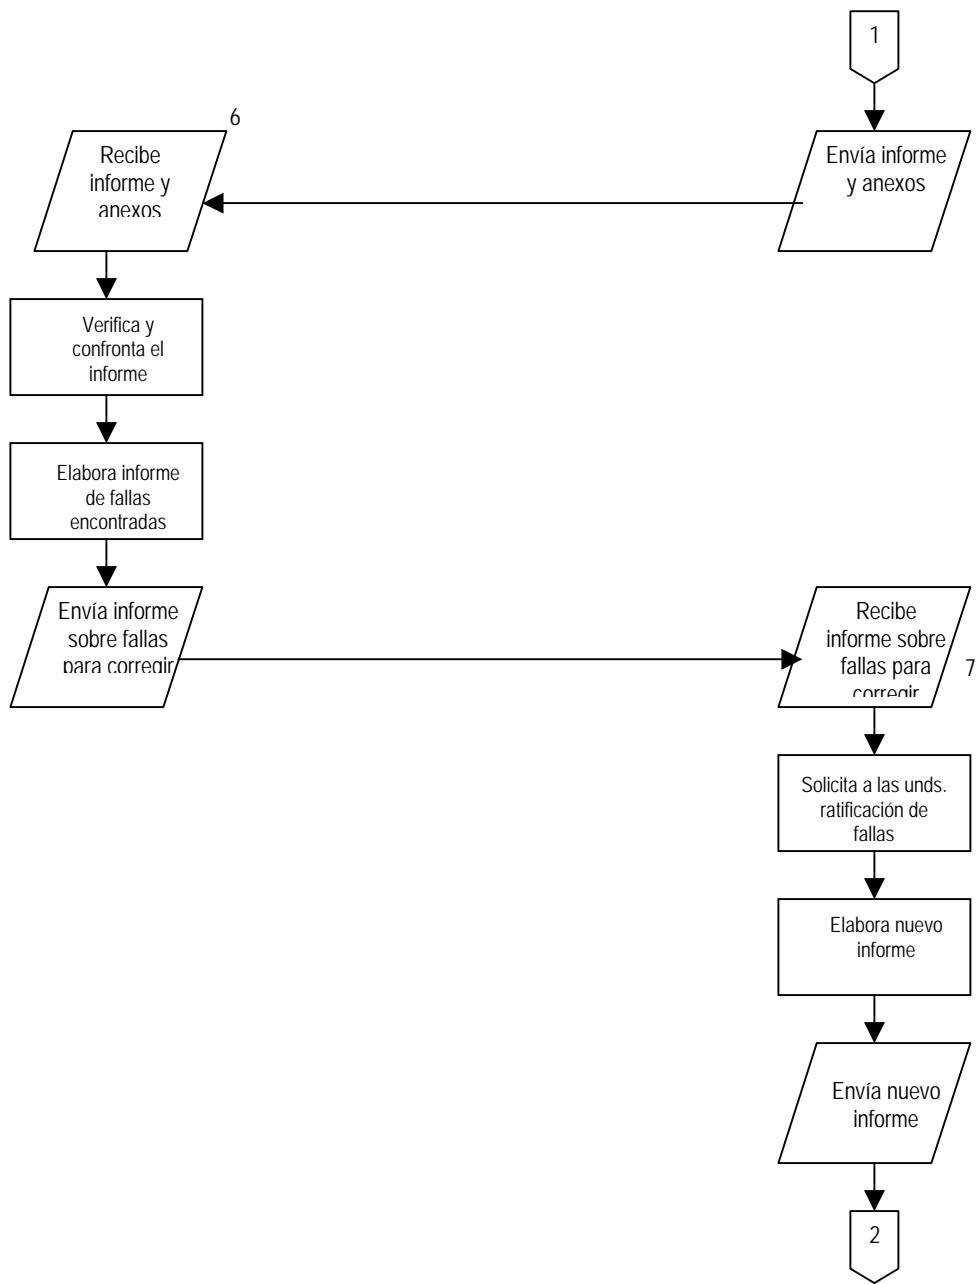 1
6
Recibe
informe y
anexos
Envía informe
y anexos
Verifica y
confronta el
informe
Elabora informe
de fallas
encontradas
Envía informe
sobre fallas
para corregir
Recibe
informe sobre
fallas para
corregir
7
Solicita a las unds.
ratificación de
fallas
Elabora nuevo
informe
Envía nuevo
informe
2